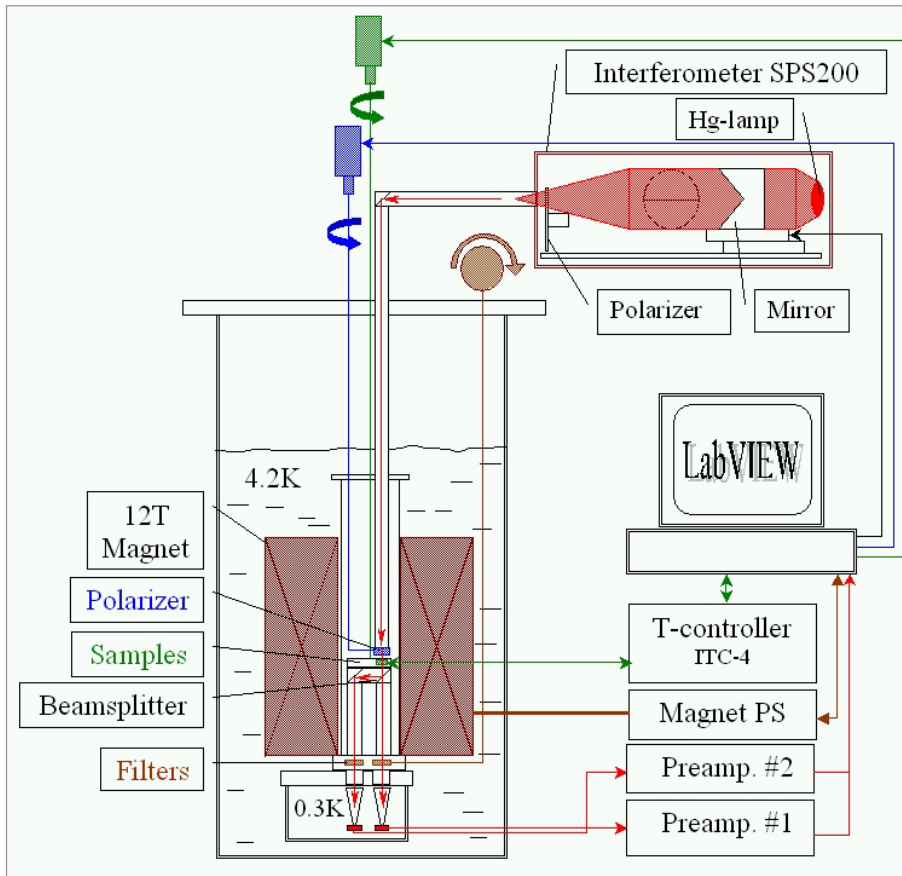 Interferometer SPS200
Hg-lamp
Polarizer
Mirror
LabVIEW
4.2K
12T
Magnet
Polarizer
Samples
Beamsplitter
Filters
0.3K
T-controller
ITC-4
Magnet PS
Preamp. #2
Preamp. #1